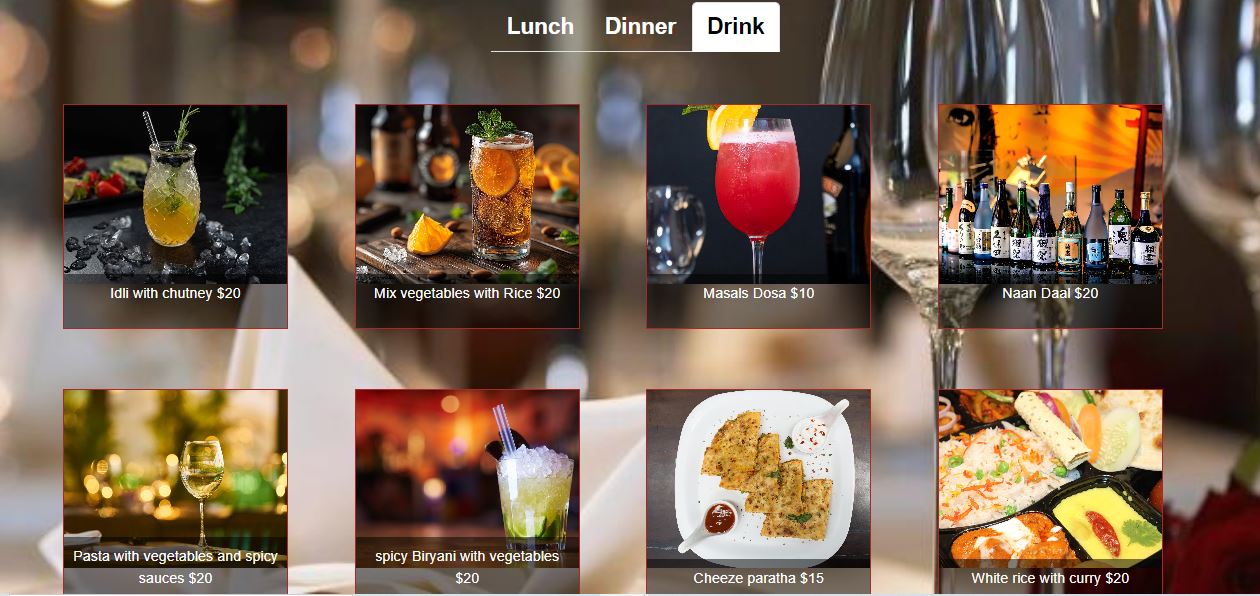 Lunch Dinner Drink
Idli with chutney $20
Mix vegetables with Rice $20
Masals Dosa $10
Naan Daal $20
Pasta with vegetables and spicy
sauces $20
spicy Biryani with vegetables
$20
Cheeze paratha $15
White rice with curry $20